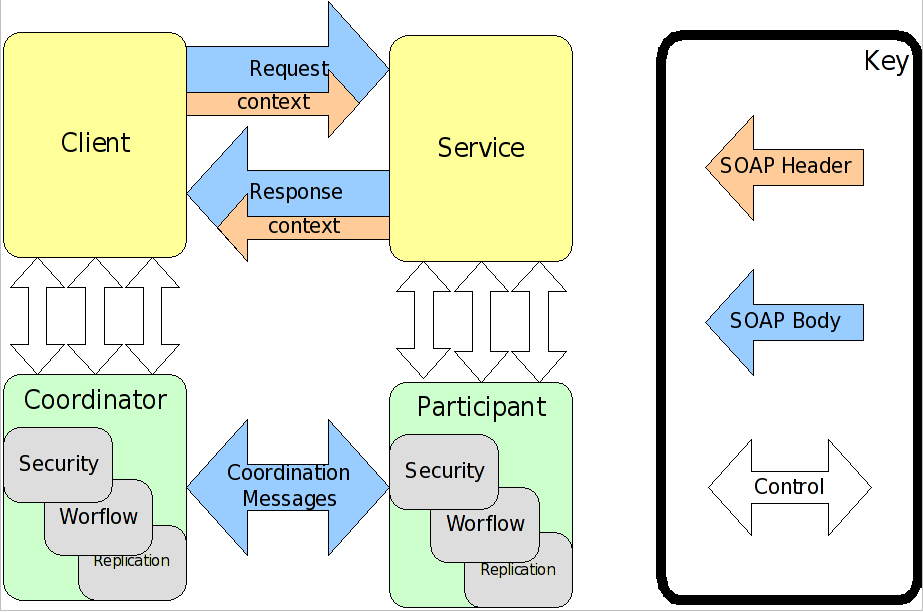 Key
Request
context
Client
Service
SOAP Header
Response
context
SOAP Body
Coordinator
Participant
Security
Worflow
Replication
Coordination
Messages
Security
Worflow
Replication
Control